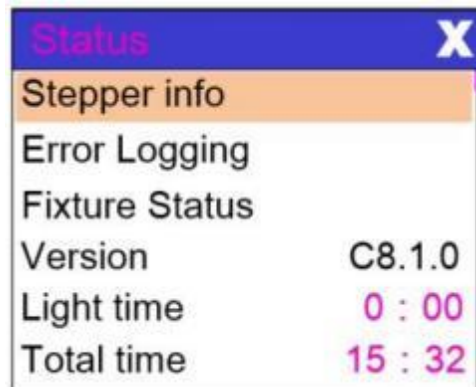 Status X
Stepper info
Error Logging
Fixture Status
Version C8.1.0
Light time 0 : 00
Total time 15 : 32